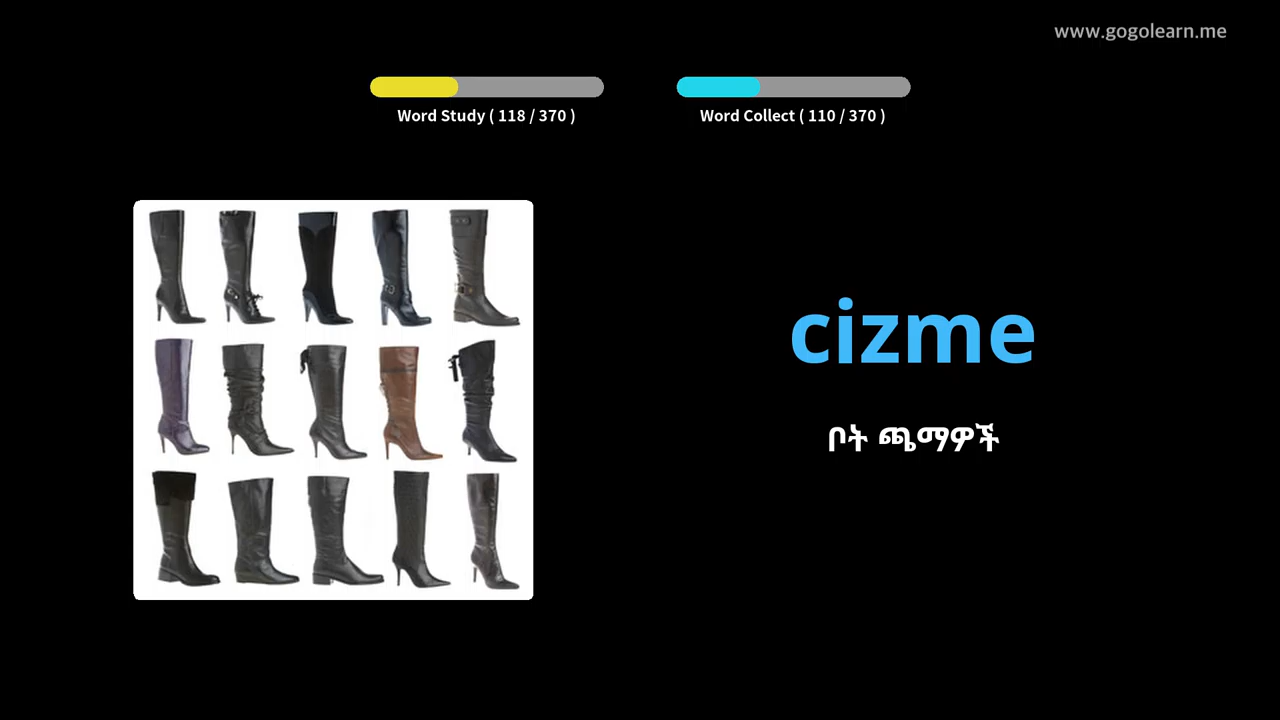 www.gogolearn.me
Word Study ( 118 / 370 )
Word Collect ( 110 / 370 )
cizme
ቦት ጫማዎች